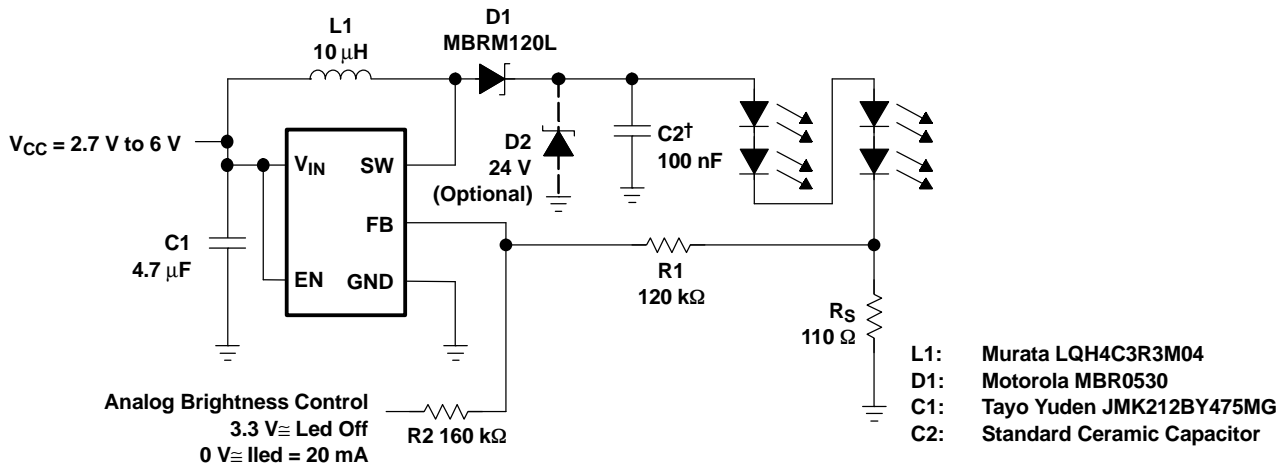 L1
10 μH
D1
MBRM120L
VCC = 2.7 V to 6 V
VIN
SW
FB
EN
GND
C1
4.7 μF
D2
24 V
(Optional)
C2†
100 nF
R1
120 kΩ
RS
110 Ω
Analog Brightness Control
3.3 V≅ Led Off
0 V≅ Iled = 20 mA
R2 160 kΩ
L1: Murata LQH4C3R3M04
D1: Motorola MBR0530
C1: Tayo Yuden JMK212BY475MG
C2: Standard Ceramic Capacitor